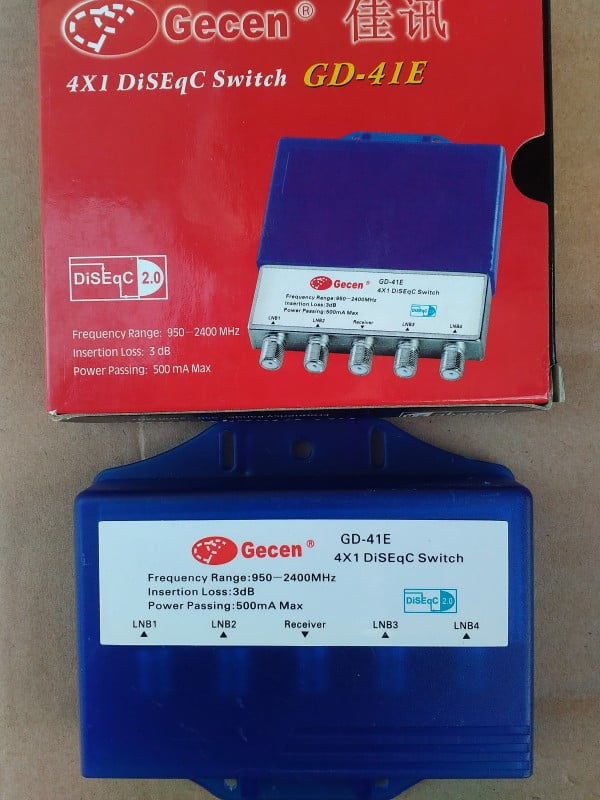 Gecen® 佳讯
4X1 DiSEqC Switch GD-41E
Gecen®
GD-41E
4X1 DiSEqC Switch
Frequency Range:950—2400MHz
Insertion Loss:3dB
Power Passing:500mA Max
DiSEqC 2.0
LNB1 LNB2 Receiver LNB3 LNB4
DiSEqC 2.0
Frequency Range: 950—2400 MHz
Insertion Loss: 3 dB
Power Passing: 500 mA Max
Gecen®
GD-41E
4X1 DiSEqC Switch
Frequency Range:950—2400MHz
Insertion Loss:3dB
Power Passing:500mA Max
DiSEqC 2.0
LNB1 LNB2 Receiver LNB3 LNB4